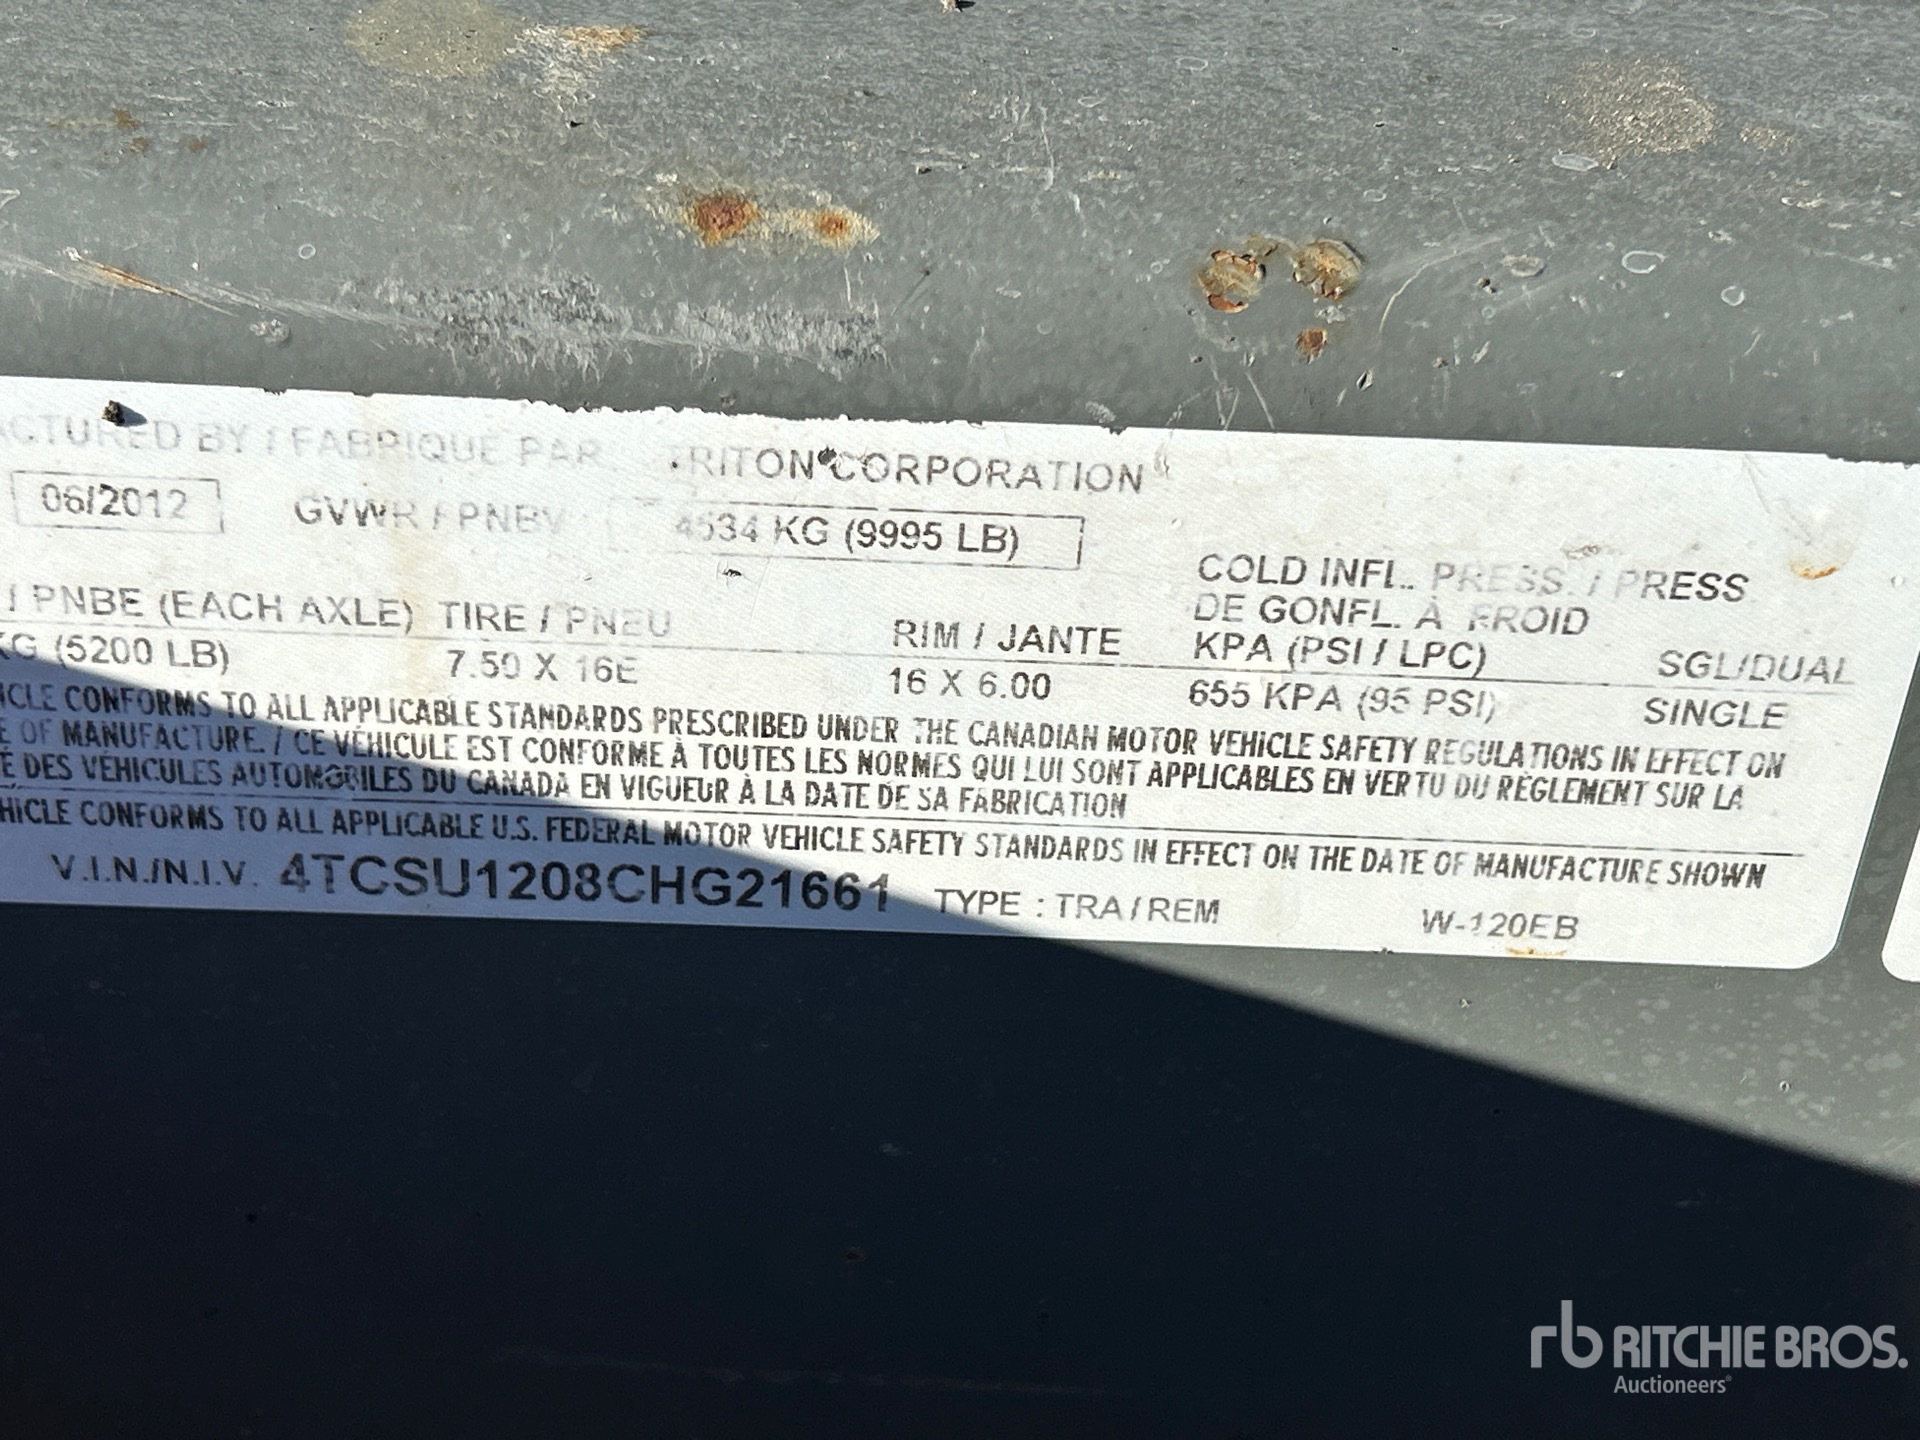 ACTURED BY / FABRIQUE PAR TRITON CORPORATION
06/2012 GVWR / PNBV 4534 KG (9995 LB)
/ PNBE (EACH AXLE) TIRE / PNEU RIM / JANTE COLD INFL. PRESS. / PRESS
DE GONFL. À FROID
KPA (PSI / LPC) SGL/DUAL
KG (5200 LB) 7.50 X 16E 16 X 6.00 655 KPA (95 PSI) SINGLE
ICLE CONFORMS TO ALL APPLICABLE STANDARDS PRESCRIBED UNDER THE CANADIAN MOTOR VEHICLE SAFETY REGULATIONS IN EFFECT ON
E OF MANUFACTURE. / CE VÉHICULE EST CONFORME À TOUTES LES NORMES QUI LUI SONT APPLICABLES EN VERTU DU RÈGLEMENT SUR LA
É DES VÉHICULES AUTOMOBILES DU CANADA EN VIGUEUR À LA DATE DE SA FABRICATION
HICLE CONFORMS TO ALL APPLICABLE U.S. FEDERAL MOTOR VEHICLE SAFETY STANDARDS IN EFFECT ON THE DATE OF MANUFACTURE SHOWN
V.I.N./N.I.V. 4TCSU1208CHG21661 TYPE : TRA / REM W-120EB
rb RITCHIE BROS.
Auctioneers